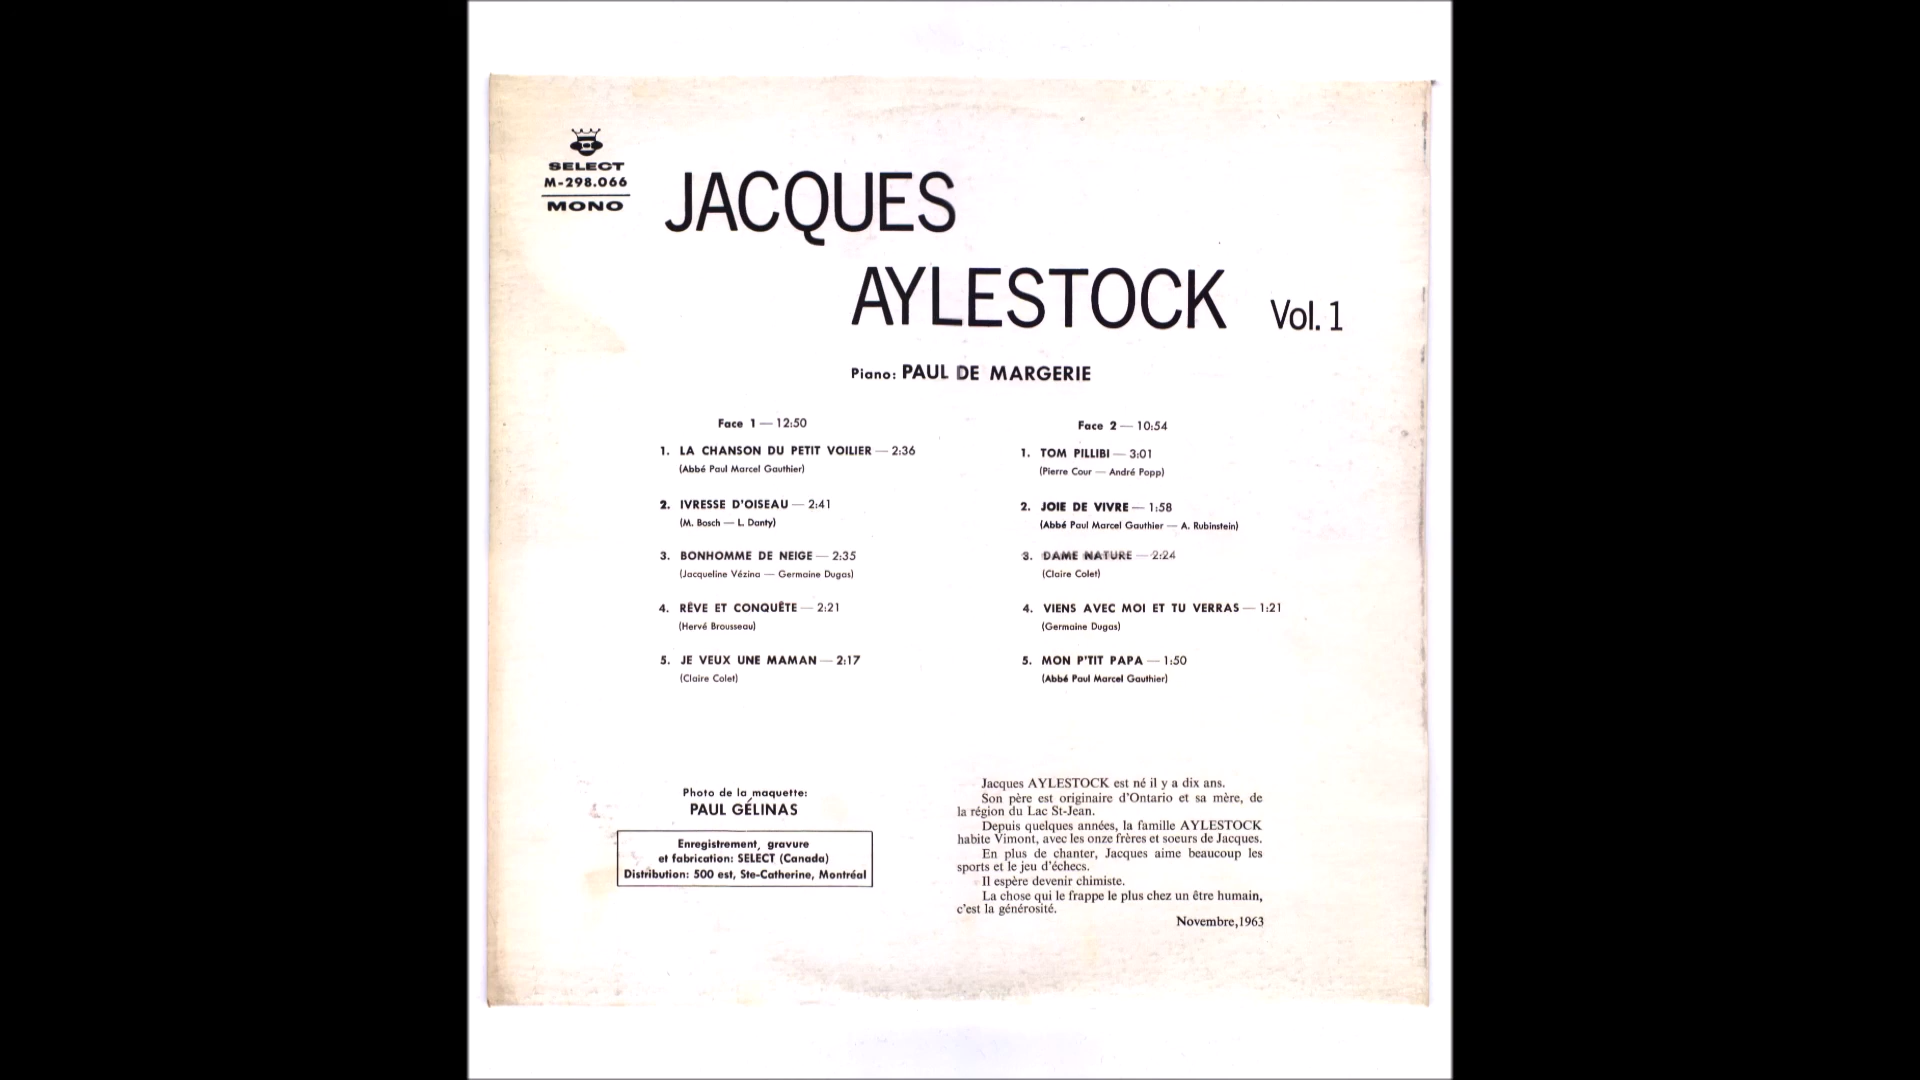 SELECT
M-298.066
MONO
JACQUES
AYLESTOCK Vol. 1
Piano: PAUL DE MARGERIE
Face 1 — 12:50
1. LA CHANSON DU PETIT VOILIER — 2:36
(Abbé Paul Marcel Gauthier)
2. IVRESSE D'OISEAU — 2:41
(M. Bosch — L. Danty)
3. BONHOMME DE NEIGE — 2:35
(Jacqueline Vézina — Germaine Dugas)
4. RÊVE ET CONQUÊTE — 2:21
(Hervé Brousseau)
5. JE VEUX UNE MAMAN — 2:17
(Claire Colet)
Face 2 — 10:54
1. TOM PILLIBI — 3:01
(Pierre Cour — André Popp)
2. JOIE DE VIVRE — 1:58
(Abbé Paul Marcel Gauthier — A. Rubinstein)
3. DAME NATURE — 2:24
(Claire Colet)
4. VIENS AVEC MOI ET TU VERRAS — 1:21
(Germaine Dugas)
5. MON P'TIT PAPA — 1:50
(Abbé Paul Marcel Gauthier)
Photo de la maquette:
PAUL GÉLINAS
Enregistrement, gravure
et fabrication: SELECT (Canada)
Distribution: 500 est, Ste-Catherine, Montréal
Jacques AYLESTOCK est né il y a dix ans.
Son père est originaire d'Ontario et sa mère, de
la région du Lac St-Jean.
Depuis quelques années, la famille AYLESTOCK
habite Vimont, avec les onze frères et soeurs de Jacques.
En plus de chanter, Jacques aime beaucoup les
sports et le jeu d'échecs.
Il espère devenir chimiste.
La chose qui le frappe le plus chez un être humain,
c'est la générosité.
Novembre,1963